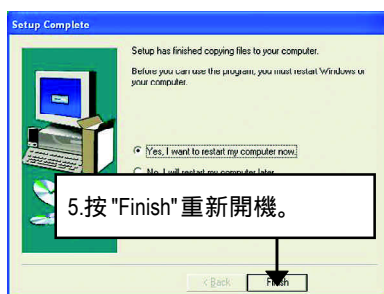 Setup Complete
Setup has finished copying files to your computer.
Before you can use the program, you must restart Windows or
your computer.
Yes, I want to restart my computer now.
No, I will restart my computer later.
5.按"Finish"重新開機。
< Back
Finish